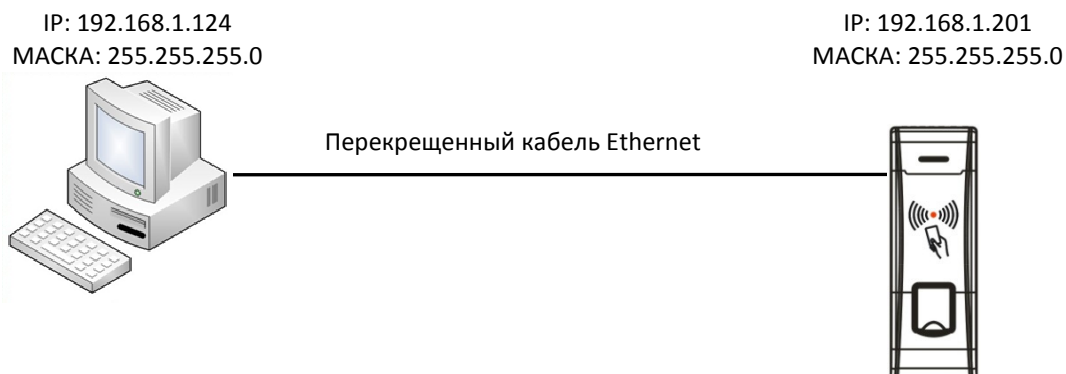 IP: 192.168.1.124
МАСКА: 255.255.255.0
IP: 192.168.1.201
МАСКА: 255.255.255.0
Перекрещенный кабель Ethernet